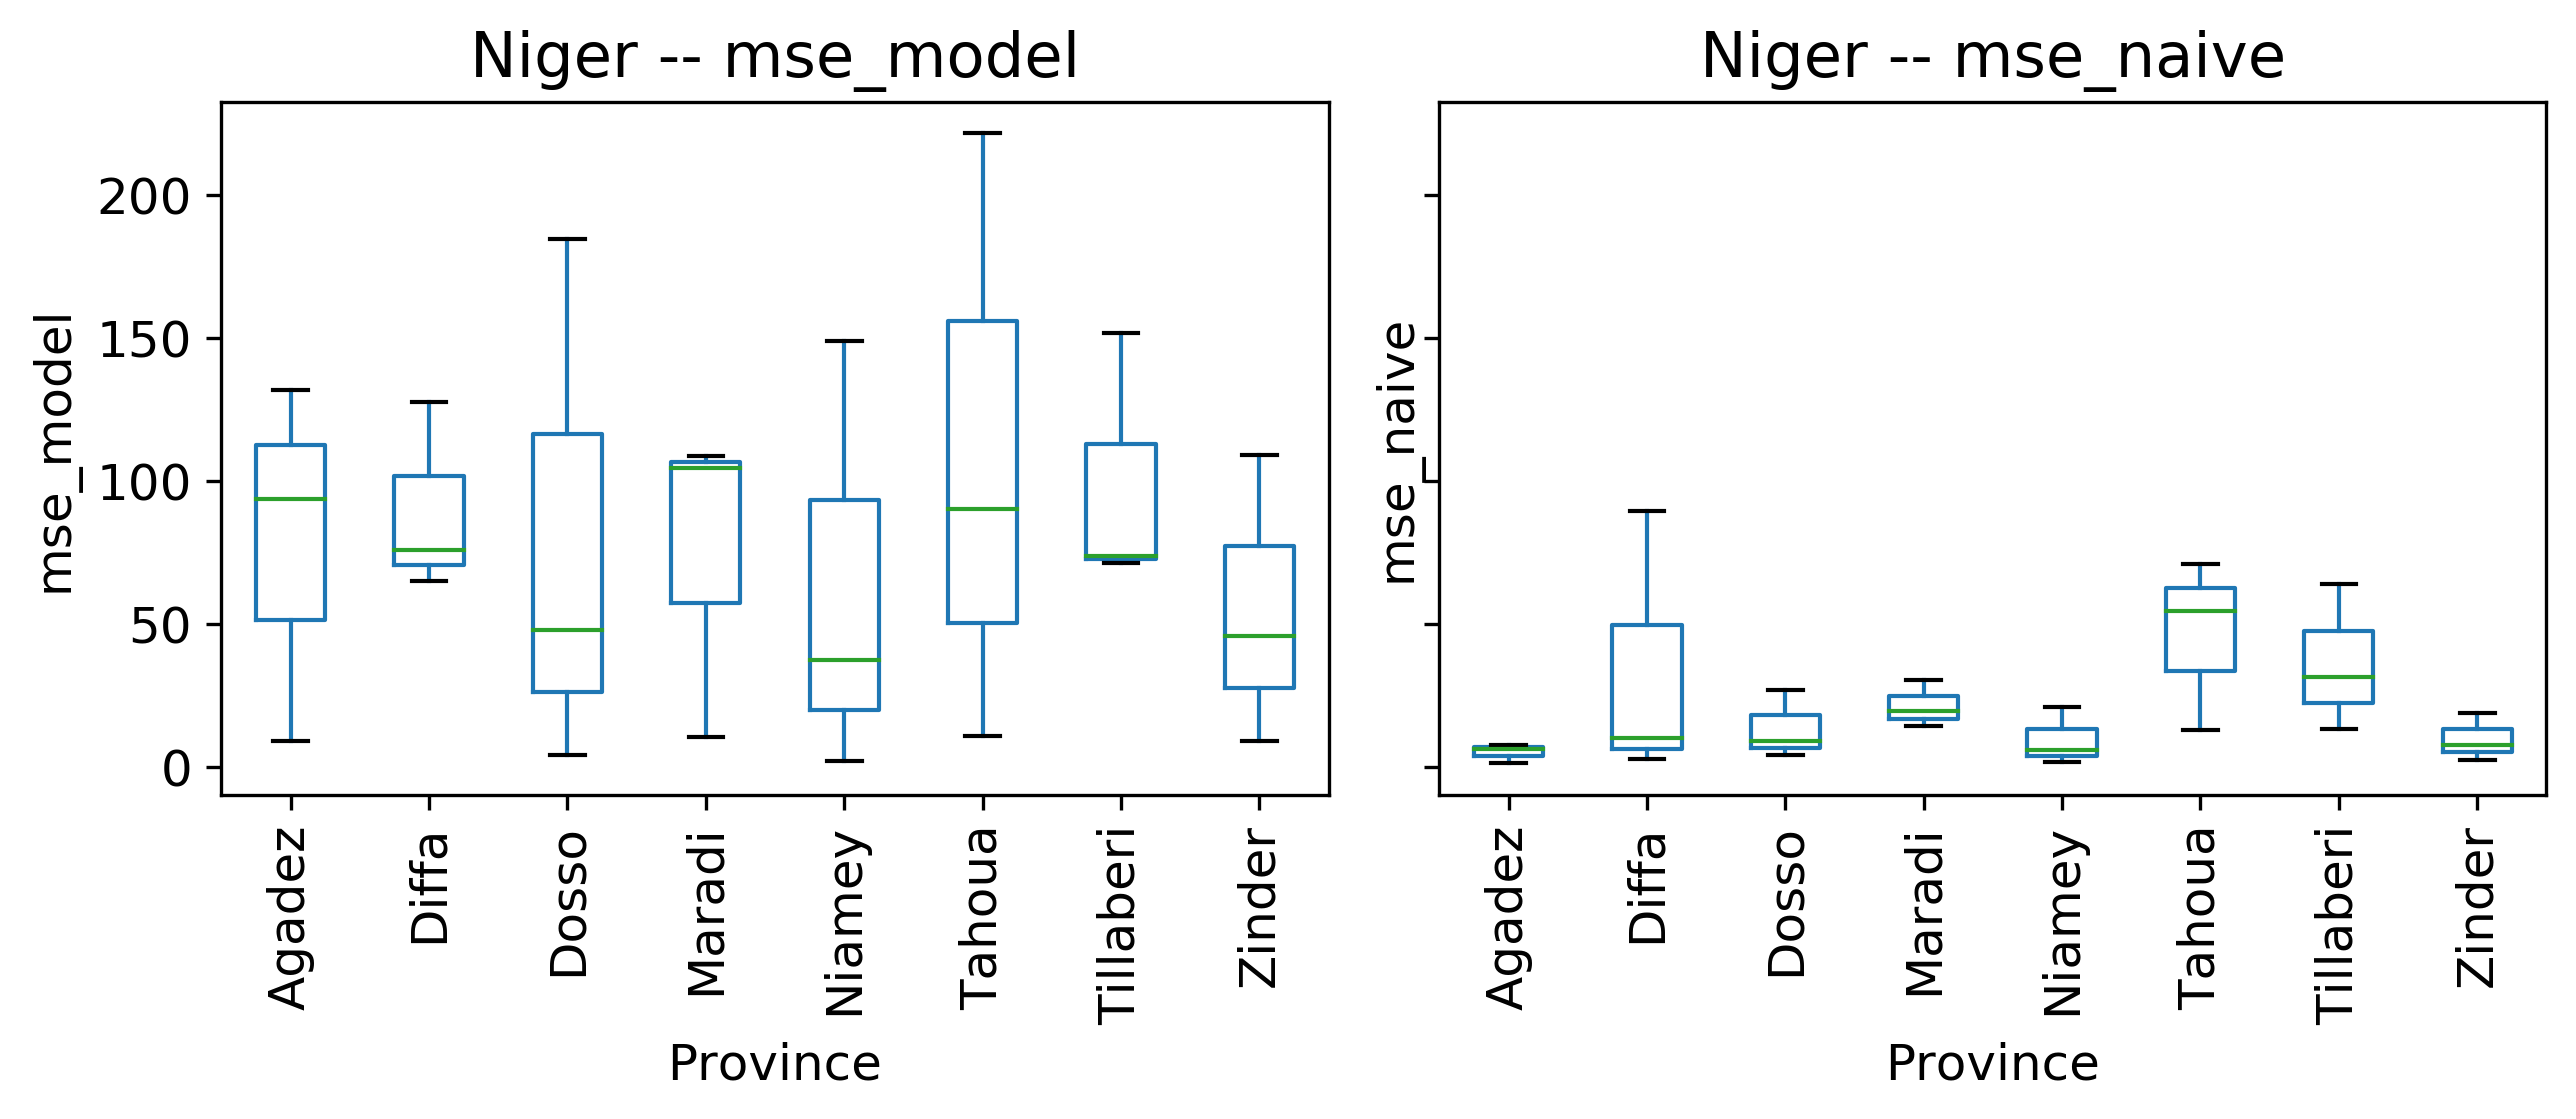 Niger -- mse_model
mse_model
200
150
100
50
0
Agadez
Diffa
Dosso
Maradi
Niamey
Tahoua
Tillaberi
Zinder
Province
Niger -- mse_naive
mse_naive
Agadez
Diffa
Dosso
Maradi
Niamey
Tahoua
Tillaberi
Zinder
Province